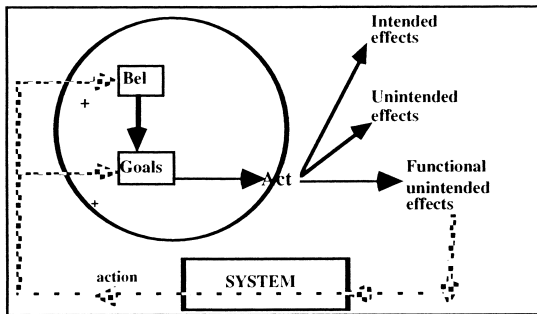 Intended
effects
Bel
+
Unintended
effects
Goals
Act
Functional
unintended
effects
+
action
SYSTEM